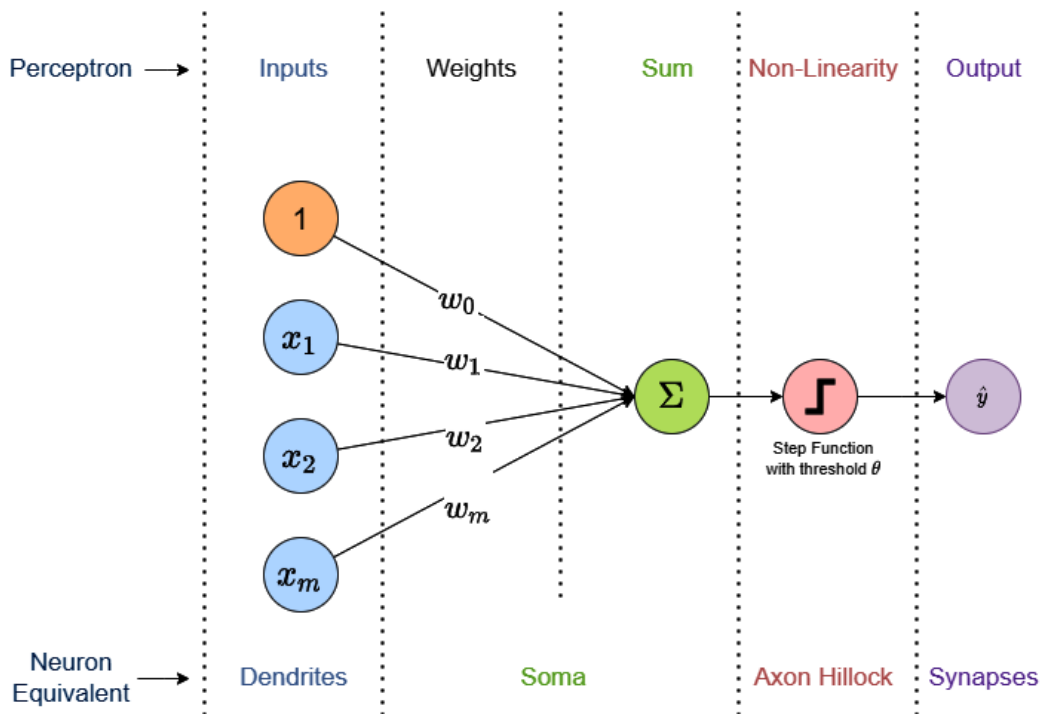 Perceptron
Inputs
Weights
Sum
Non-Linearity
Output
1
w₀
x₁
w₁
Σ
ŷ
x₂
w₂
Step Function
with threshold θ
wₘ
xₘ
Neuron
Equivalent
Dendrites
Soma
Axon Hillock
Synapses